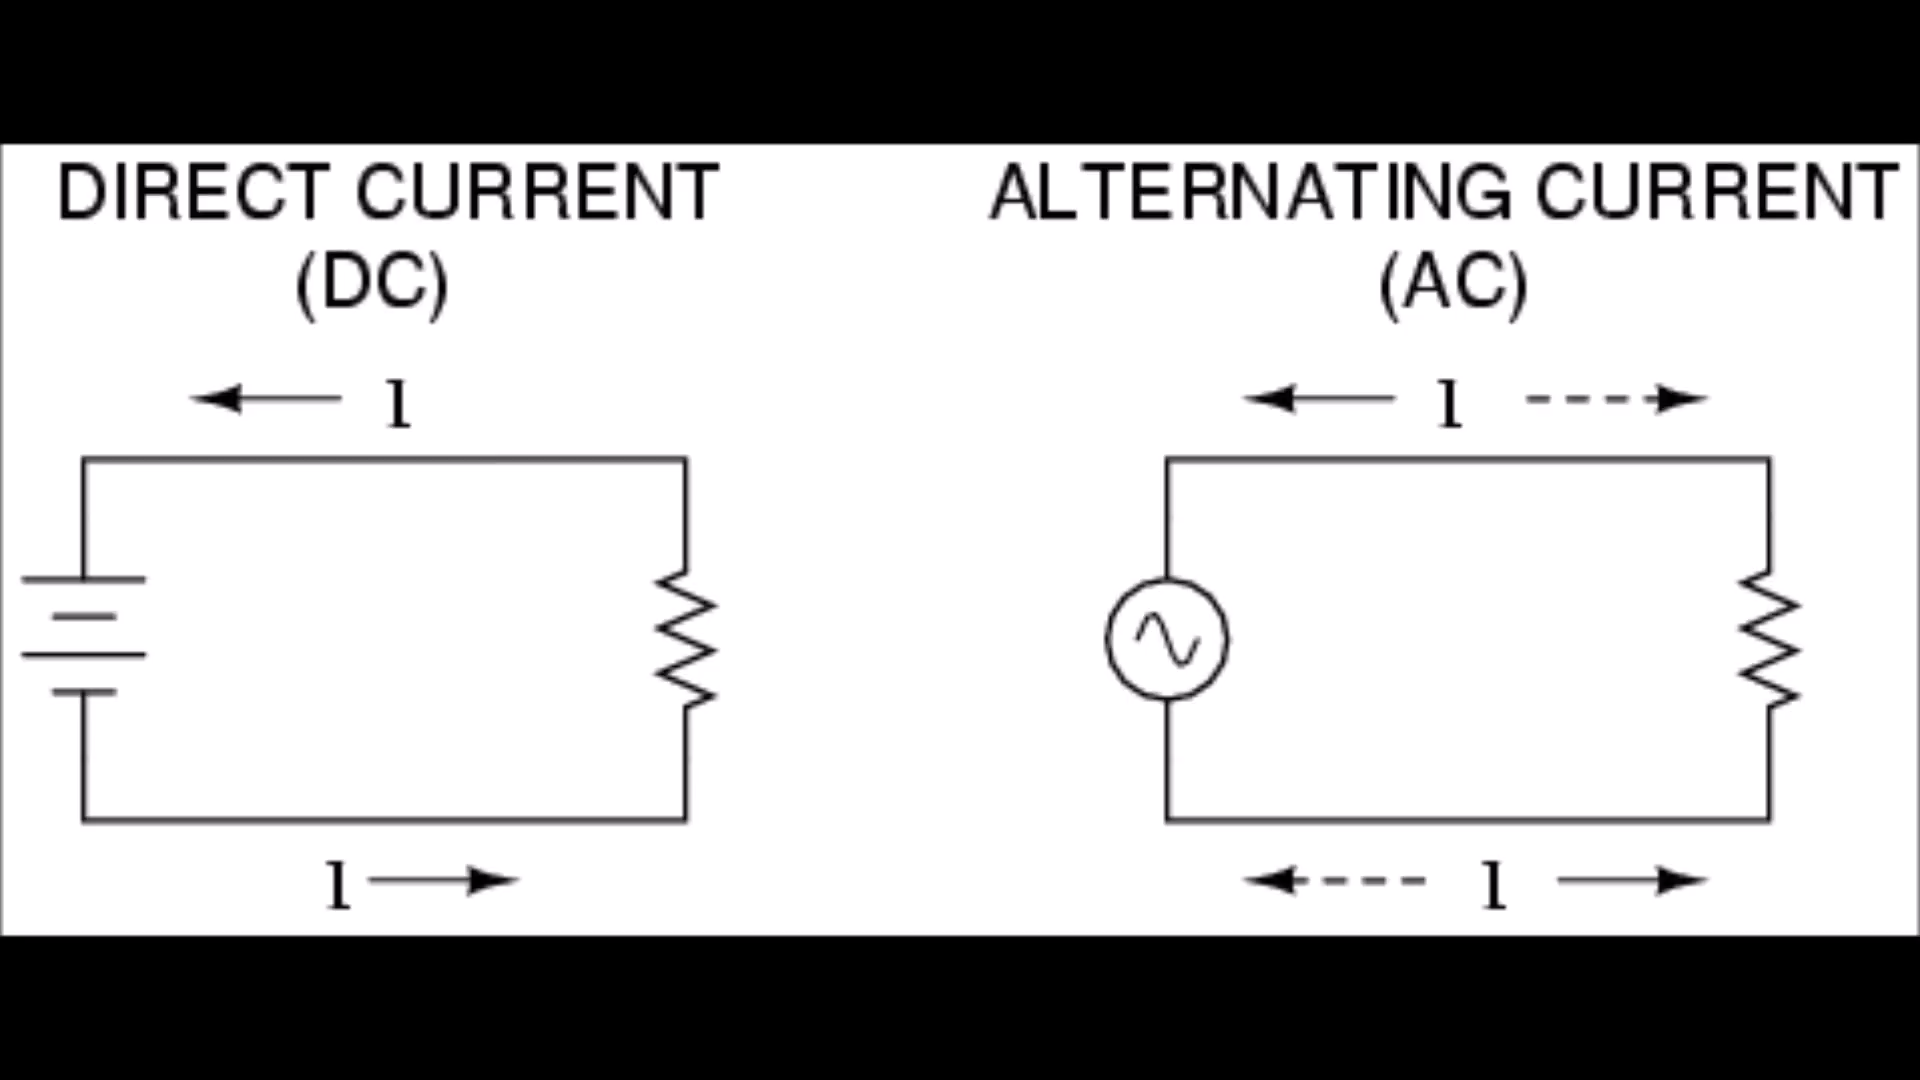 DIRECT CURRENT
(DC)
ALTERNATING CURRENT
(AC)
I
I
I
I